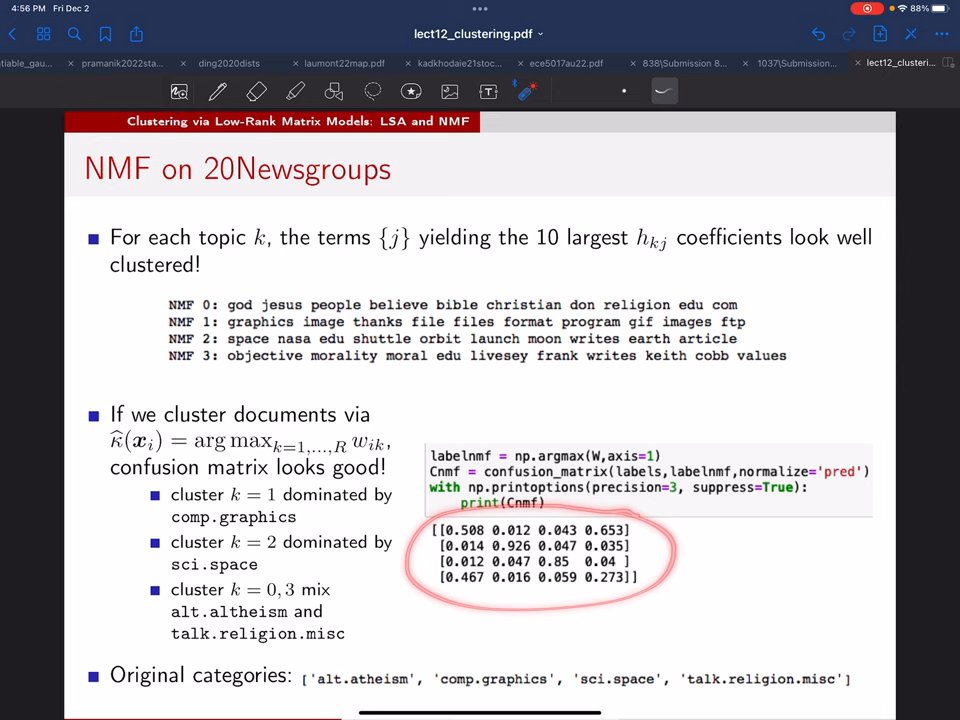 4:56 PM Fri Dec 2
88%
lect12_clustering.pdf
ntiable_gau...
pramanik2022sta...
ding2020dists
laumont22map.pdf
kadkhodaie21stoc...
ece5017au22.pdf
838\Submission 8...
1037\Submission...
lect12_clusteri...
Clustering via Low-Rank Matrix Models: LSA and NMF
NMF on 20Newsgroups
For each topic k, the terms {j} yielding the 10 largest h_{kj} coefficients look well
clustered!
NMF 0: god jesus people believe bible christian don religion edu com
NMF 1: graphics image thanks file files format program gif images ftp
NMF 2: space nasa edu shuttle orbit launch moon writes earth article
NMF 3: objective morality moral edu livesey frank writes keith cobb values
If we cluster documents via
κ̂(x_i) = arg max_{k=1,...,R} w_{ik},
confusion matrix looks good!
cluster k = 1 dominated by
comp.graphics
cluster k = 2 dominated by
sci.space
cluster k = 0, 3 mix
alt.altheism and
talk.religion.misc
labelnmf = np.argmax(W,axis=1)
Cnmf = confusion_matrix(labels,labelnmf,normalize='pred')
with np.printoptions(precision=3, suppress=True):
print(Cnmf)
[[0.508 0.012 0.043 0.653]
[0.014 0.926 0.047 0.035]
[0.012 0.047 0.85 0.04 ]
[0.467 0.016 0.059 0.273]]
Original categories: ['alt.atheism', 'comp.graphics', 'sci.space', 'talk.religion.misc']